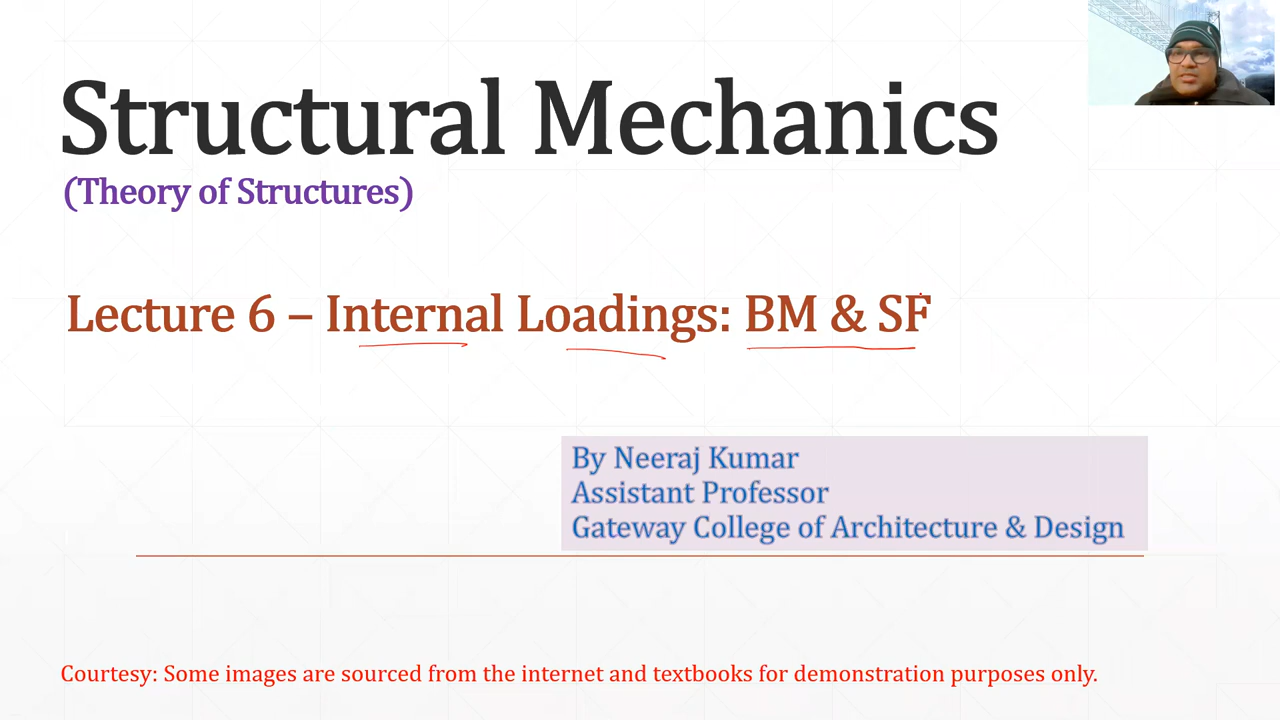 Structural Mechanics
(Theory of Structures)
Lecture 6 – Internal Loadings: BM & SF
By Neeraj Kumar
Assistant Professor
Gateway College of Architecture & Design
Courtesy: Some images are sourced from the internet and textbooks for demonstration purposes only.